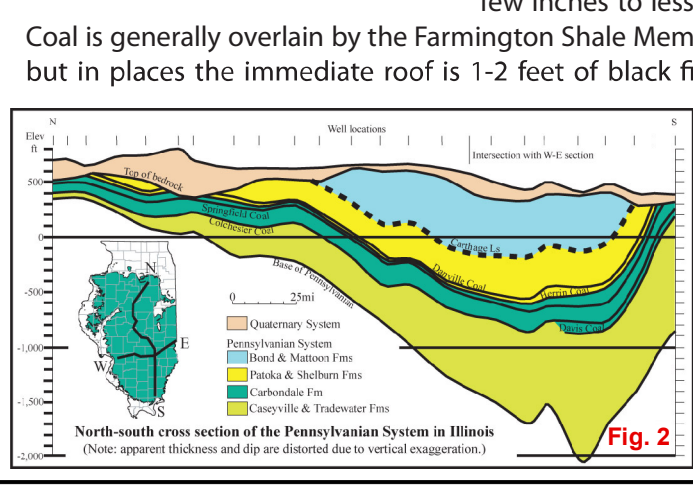 few inches to less
Coal is generally overlain by the Farmington Shale Mem
but in places the immediate roof is 1-2 feet of black fi
N
S
Well locations
Elev
ft
Intersection with W-E section
Top of bedrock
500
Springfield Coal
Colchester Coal
0
Carthage Ls
Base of Pennsylvanian
Danville Coal
N
-500
0 25mi
Herrin Coal
Davis Coal
Quaternary System
Pennsylvanian System
E
-1,000
Bond & Mattoon Fms
W
Patoka & Shelburn Fms
Carbondale Fm
-1,500
Caseyville & Tradewater Fms
S
North-south cross section of the Pennsylvanian System in Illinois
Fig. 2
(Note: apparent thickness and dip are distorted due to vertical exaggeration.)
-2,000